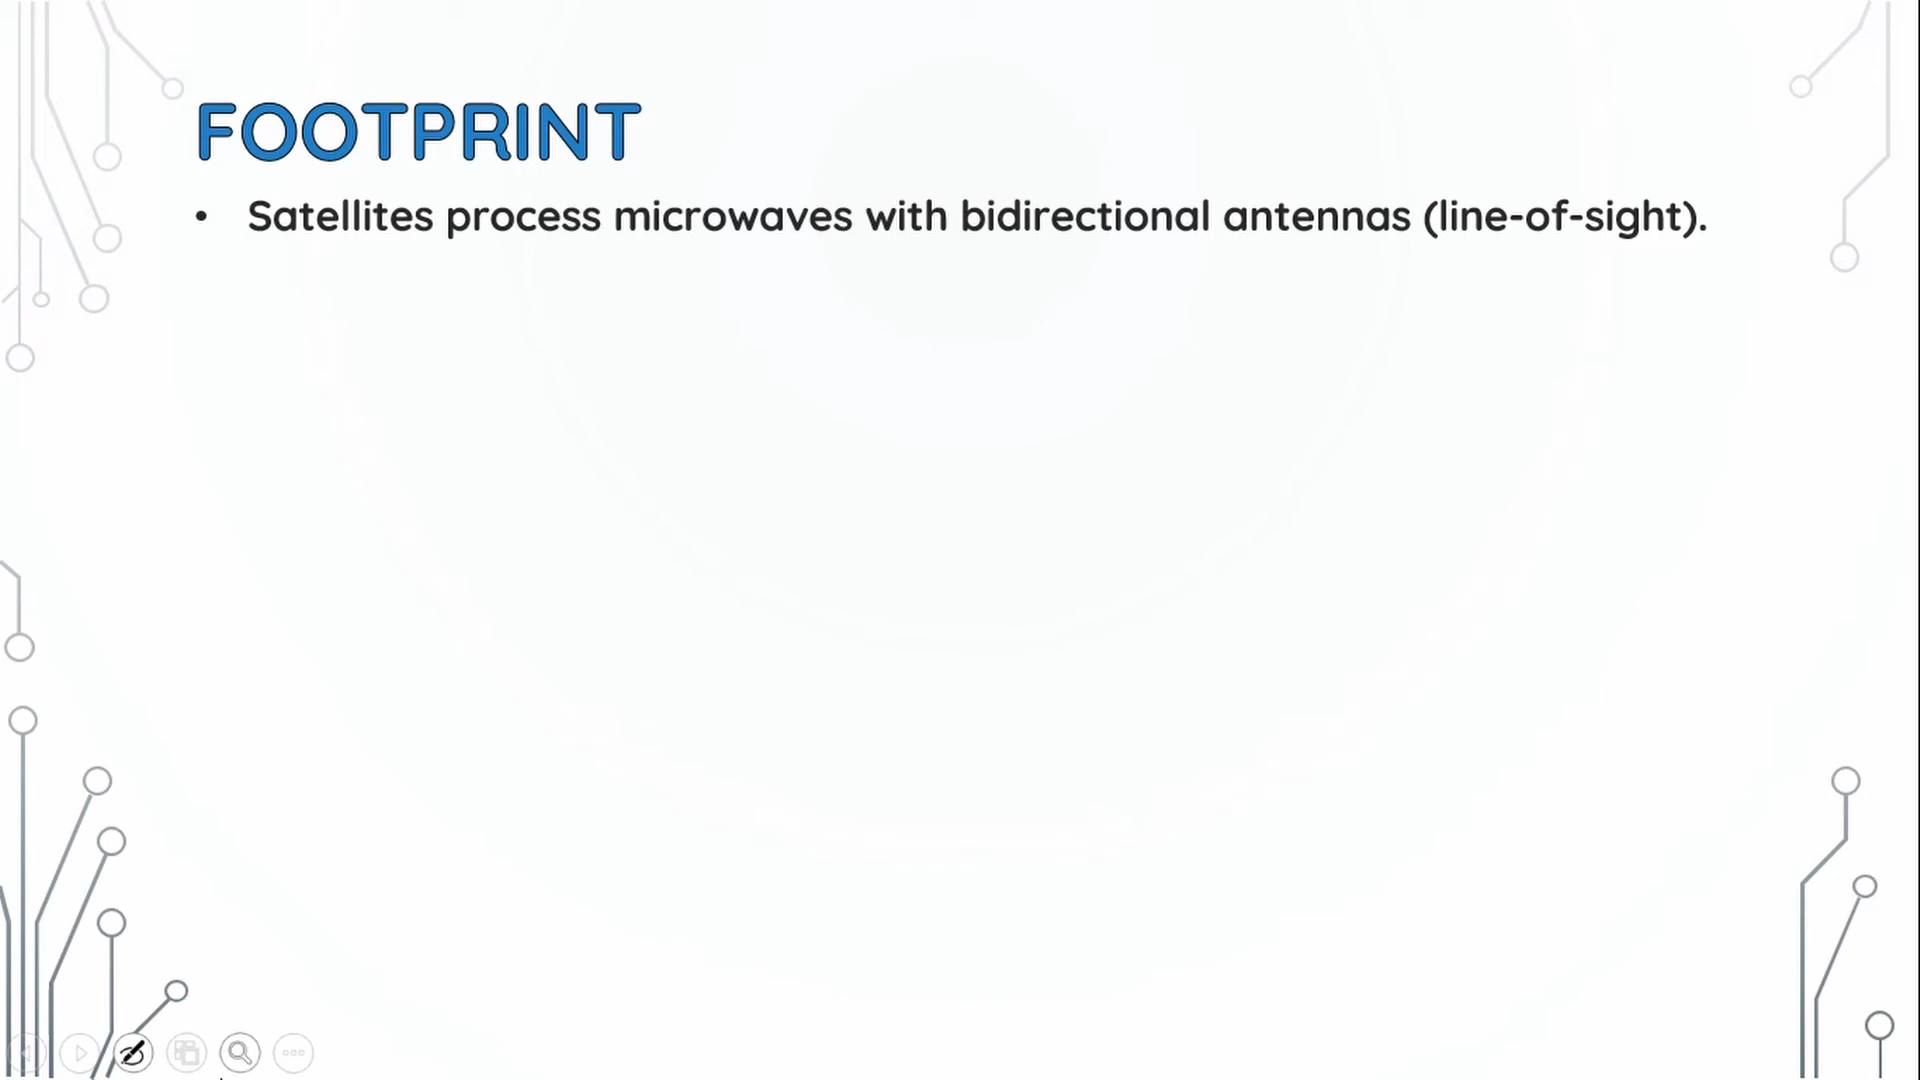 FOOTPRINT
• Satellites process microwaves with bidirectional antennas (line-of-sight).